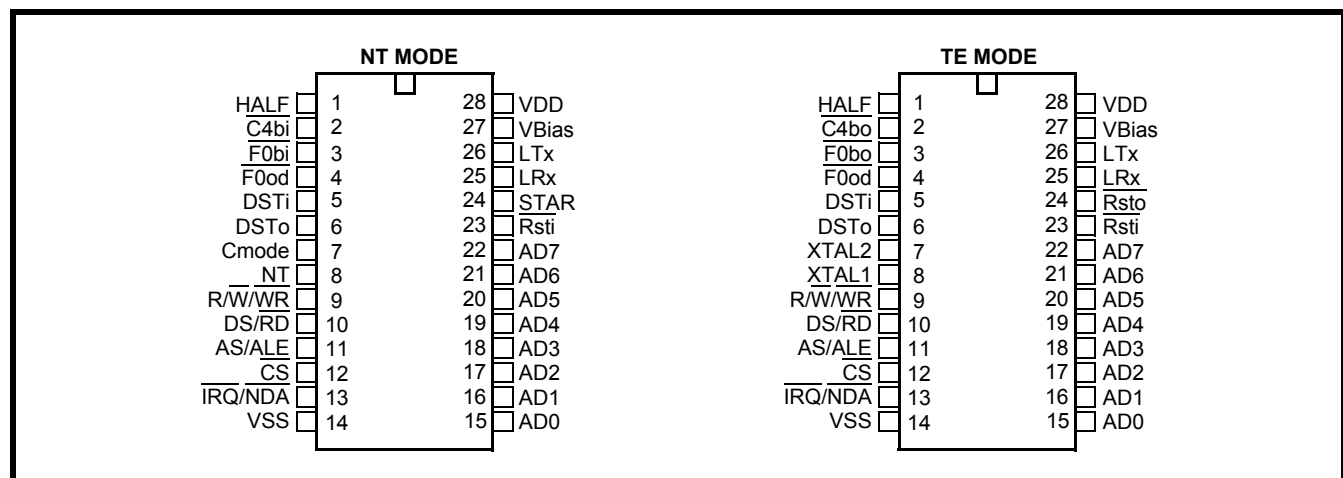 NT MODE
HALF 1 28 VDD
C4bi 2 27 VBias
F0bi 3 26 LTx
F0od 4 25 LRx
DSTi 5 24 STAR
DSTo 6 23 Rsti
Cmode 7 22 AD7
NT 8 21 AD6
R/W/WR 9 20 AD5
DS/RD 10 19 AD4
AS/ALE 11 18 AD3
CS 12 17 AD2
IRQ/NDA 13 16 AD1
VSS 14 15 AD0
TE MODE
HALF 1 28 VDD
C4bo 2 27 VBias
F0bo 3 26 LTx
F0od 4 25 LRx
DSTi 5 24 Rsto
DSTo 6 23 Rsti
XTAL2 7 22 AD7
XTAL1 8 21 AD6
R/W/WR 9 20 AD5
DS/RD 10 19 AD4
AS/ALE 11 18 AD3
CS 12 17 AD2
IRQ/NDA 13 16 AD1
VSS 14 15 AD0